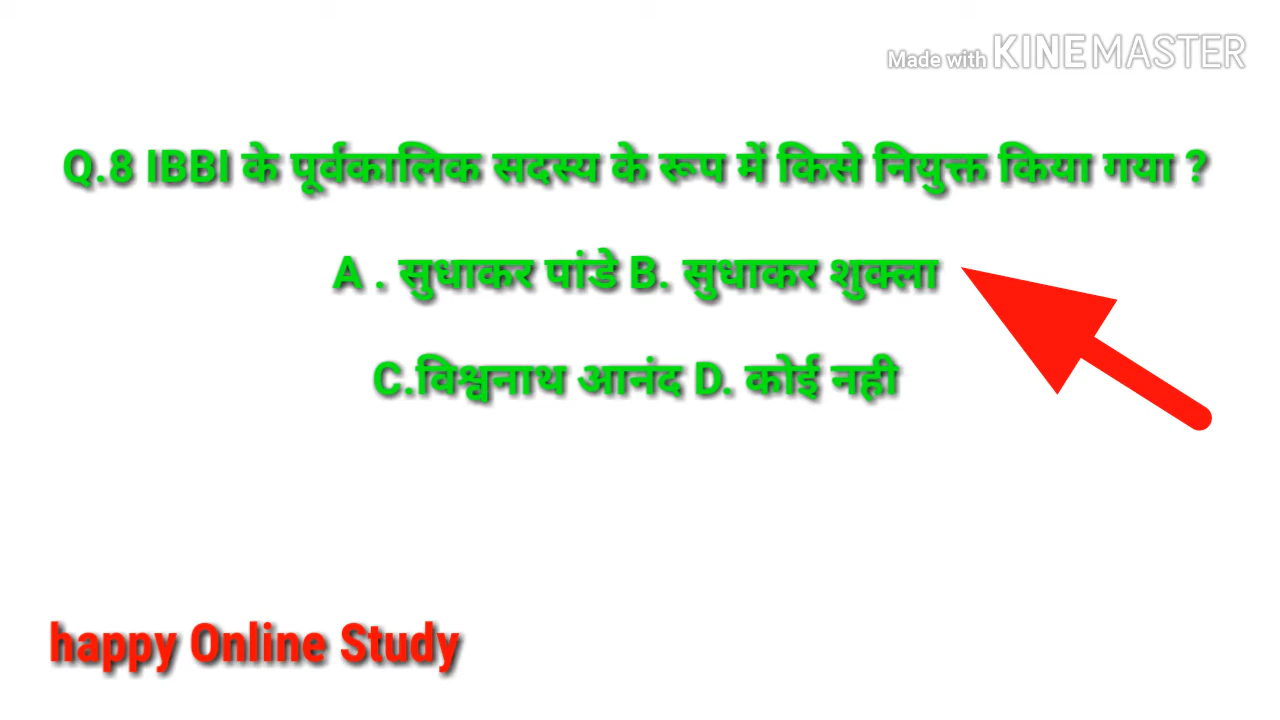 Made with KINEMASTER
Q.8 IBBI के पूर्वकालिक सदस्य के रूप में किसे नियुक्त किया गया ?
A . सुधाकर पांडे B. सुधाकर शुक्ला
C.विश्वनाथ आनंद D. कोई नही
happy Online Study